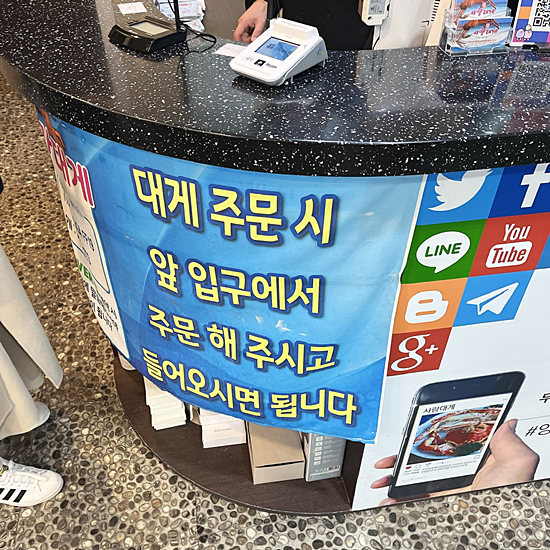 대게 주문 시
앞 입구에서
주문 해 주시고
들어오시면 됩니다
LINE
You
Tube
g+
사랑대게